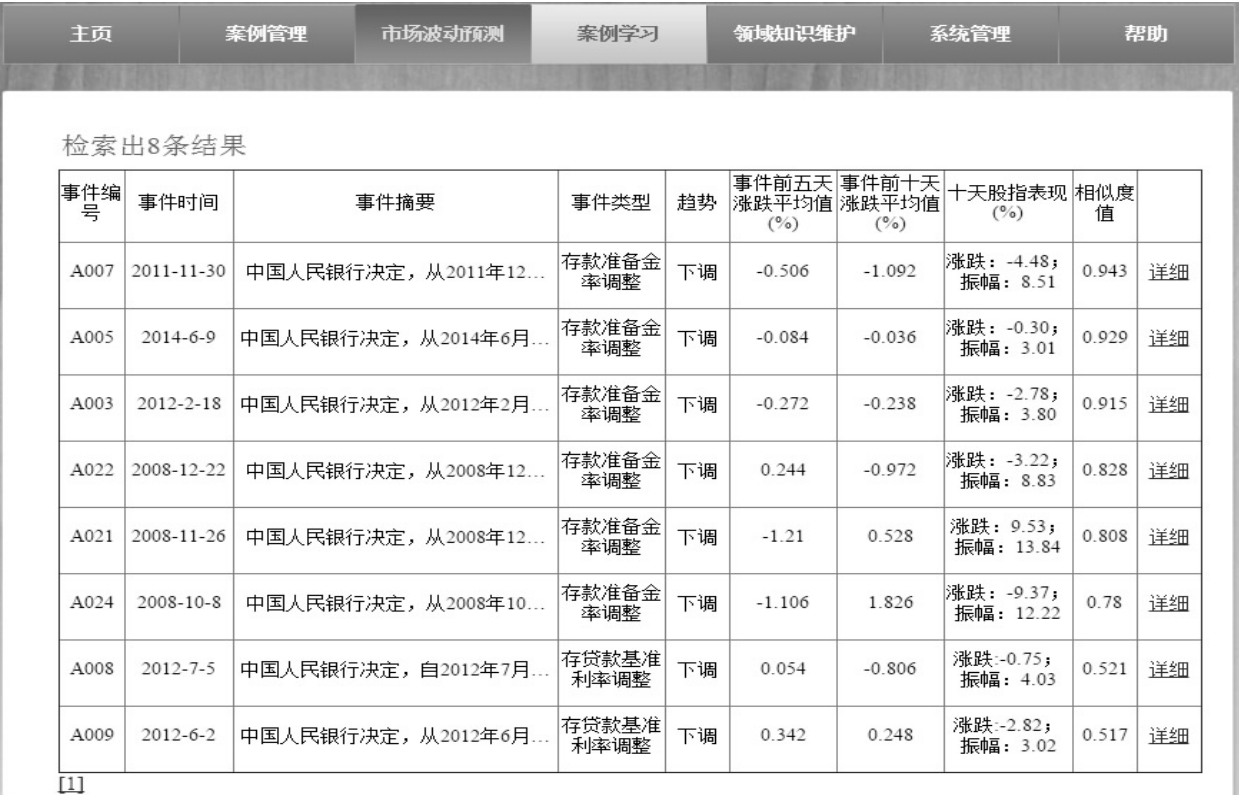 主页 案例管理 市场波动预测 案例学习 领域知识维护 系统管理 帮助
检索出8条结果
事件编号 事件时间 事件摘要 事件类型 趋势 事件前五天涨跌平均值(%) 事件前十天涨跌平均值(%) 十天股指表现(%) 相似度值
A007 2011-11-30 中国人民银行决定，从2011年12... 存款准备金率调整 下调 -0.506 -1.092 涨跌：-4.48；振幅：8.51 0.943 详细
A005 2014-6-9 中国人民银行决定，从2014年6月... 存款准备金率调整 下调 -0.084 -0.036 涨跌：-0.30；振幅：3.01 0.929 详细
A003 2012-2-18 中国人民银行决定，从2012年2月... 存款准备金率调整 下调 -0.272 -0.238 涨跌：-2.78；振幅：3.80 0.915 详细
A022 2008-12-22 中国人民银行决定，从2008年12... 存款准备金率调整 下调 0.244 -0.972 涨跌：-3.22；振幅：8.83 0.828 详细
A021 2008-11-26 中国人民银行决定，从2008年12... 存款准备金率调整 下调 -1.21 0.528 涨跌：9.53；振幅：13.84 0.808 详细
A024 2008-10-8 中国人民银行决定，从2008年10... 存款准备金率调整 下调 -1.106 1.826 涨跌：-9.37；振幅：12.22 0.78 详细
A008 2012-7-5 中国人民银行决定，自2012年7月... 存贷款基准利率调整 下调 0.054 -0.806 涨跌:-0.75；振幅：4.03 0.521 详细
A009 2012-6-2 中国人民银行决定，从2012年6月... 存贷款基准利率调整 下调 0.342 0.248 涨跌:-2.82；振幅：3.02 0.517 详细
[1]